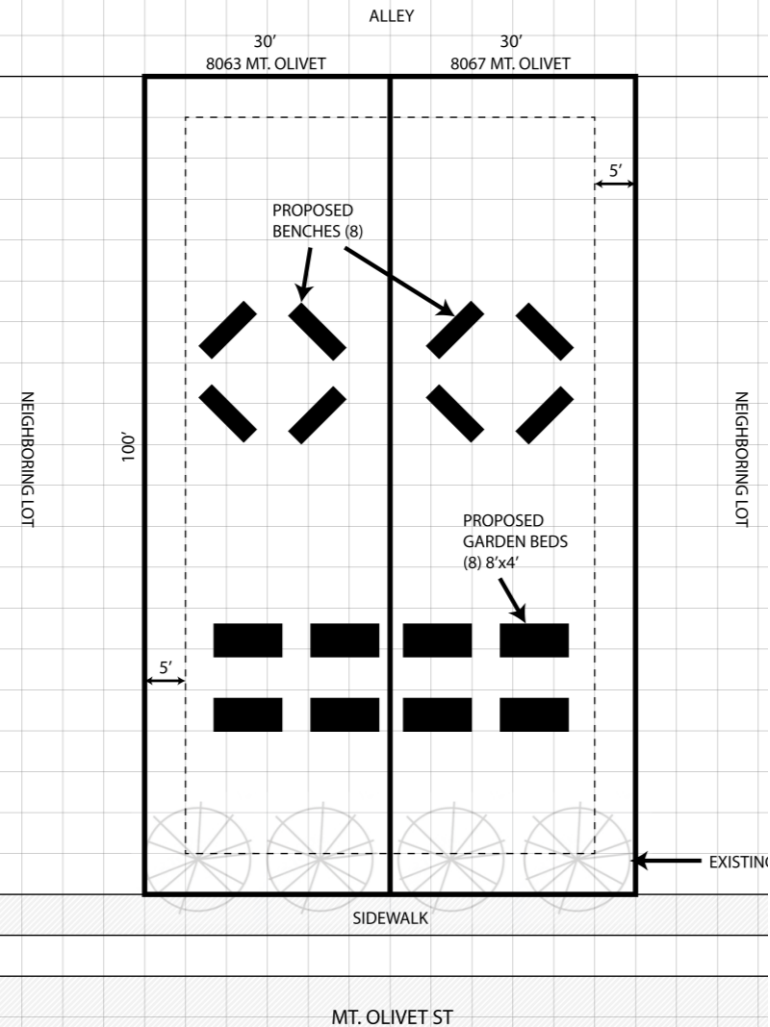 ALLEY
30’
30’
8063 MT. OLIVET
8067 MT. OLIVET
5’
PROPOSED
BENCHES (8)
NEIGHBORING LOT
100’
NEIGHBORING LOT
PROPOSED
GARDEN BEDS
(8) 8’x4’
5’
EXISTING
SIDEWALK
MT. OLIVET ST